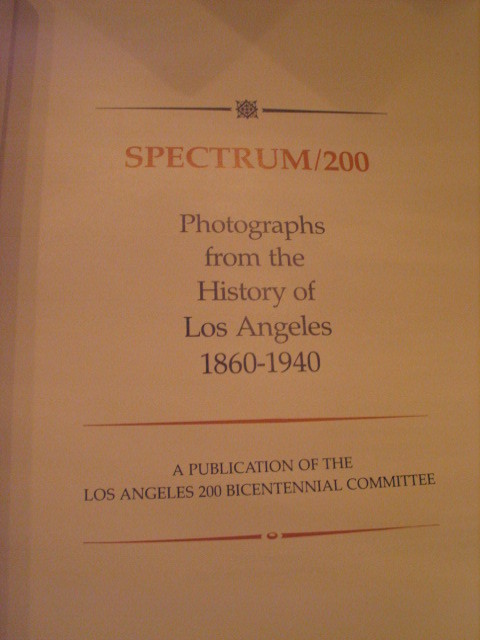 SPECTRUM/200
Photographs
from the
History of
Los Angeles
1860-1940
A PUBLICATION OF THE
LOS ANGELES 200 BICENTENNIAL COMMITTEE